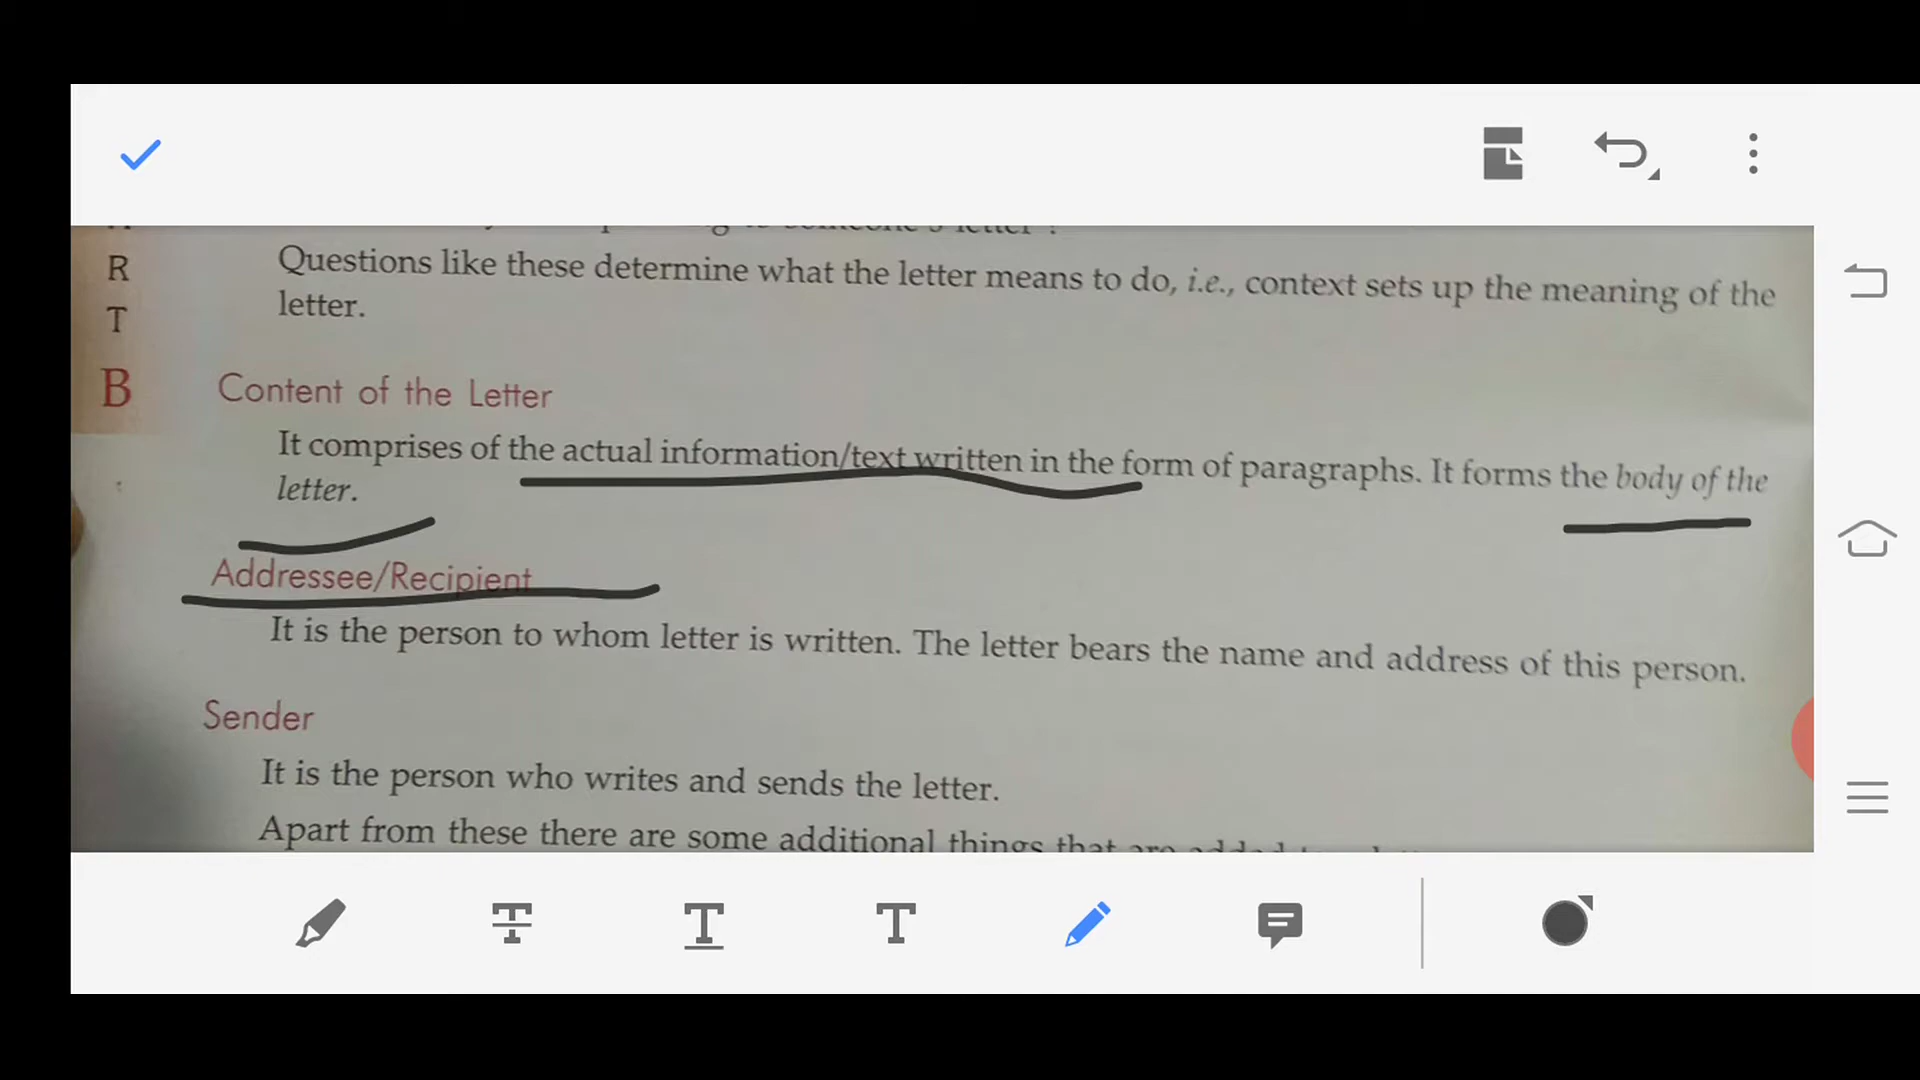 R
Questions like these determine what the letter means to do, i.e., context sets up the meaning of the
T
letter.
B
Content of the Letter
It comprises of the actual information/text written in the form of paragraphs. It forms the body of the
letter.
Addressee/Recipient
It is the person to whom letter is written. The letter bears the name and address of this person.
Sender
It is the person who writes and sends the letter.
Apart from these there are some additional things that are added